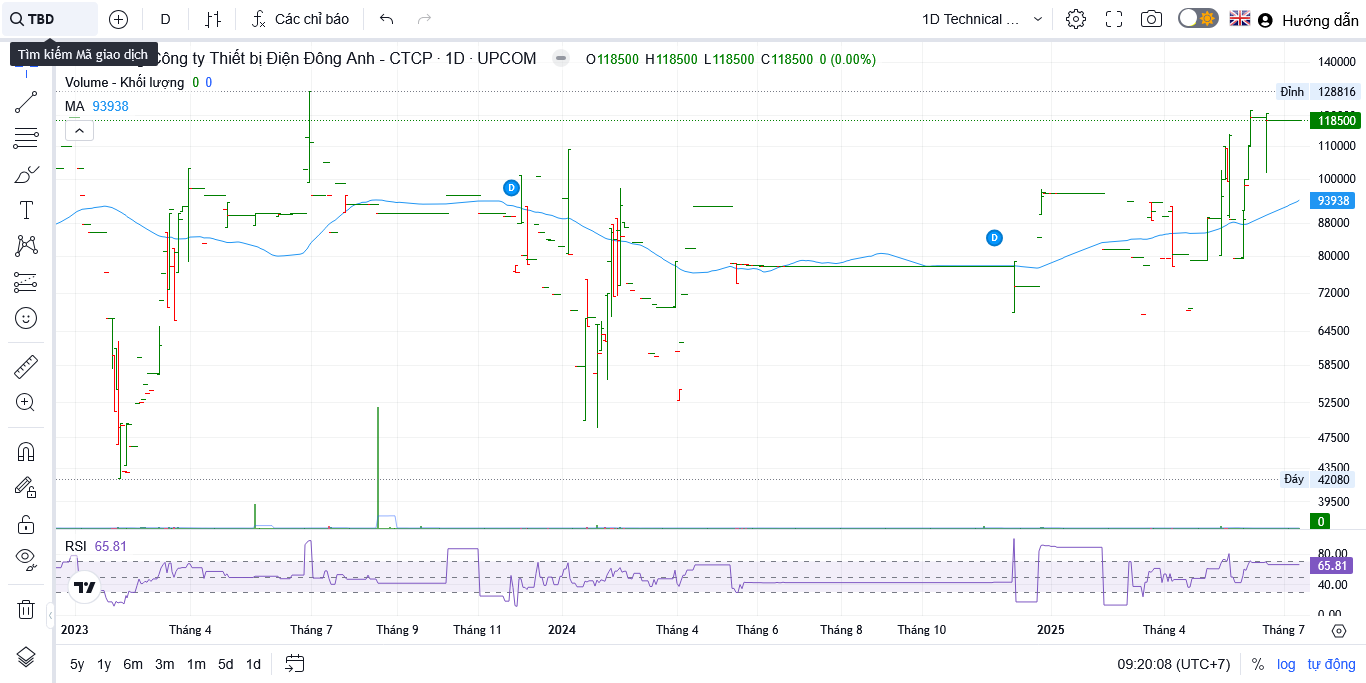 TBD
D
Các chỉ báo
1D Technical ...
Hướng dẫn
Tìm kiếm Mã giao dịch
Công ty Thiết bị Điện Đông Anh - CTCP · 1D · UPCOM
O118500 H118500 L118500 C118500 0 (0.00%)
Volume - Khối lượng 0 0
MA 93938
140000
Đỉnh 128816
118500
110000
100000
93938
88000
80000
72000
64500
58500
52500
47500
43500
Đáy 42080
39500
0
D
D
RSI 65.81
80.00
65.81
40.00
0.00
2023 Tháng 4 Tháng 7 Tháng 9 Tháng 11 2024 Tháng 4 Tháng 6 Tháng 8 Tháng 10 2025 Tháng 4 Tháng 7
5y 1y 6m 3m 1m 5d 1d
09:20:08 (UTC+7) % log tự động